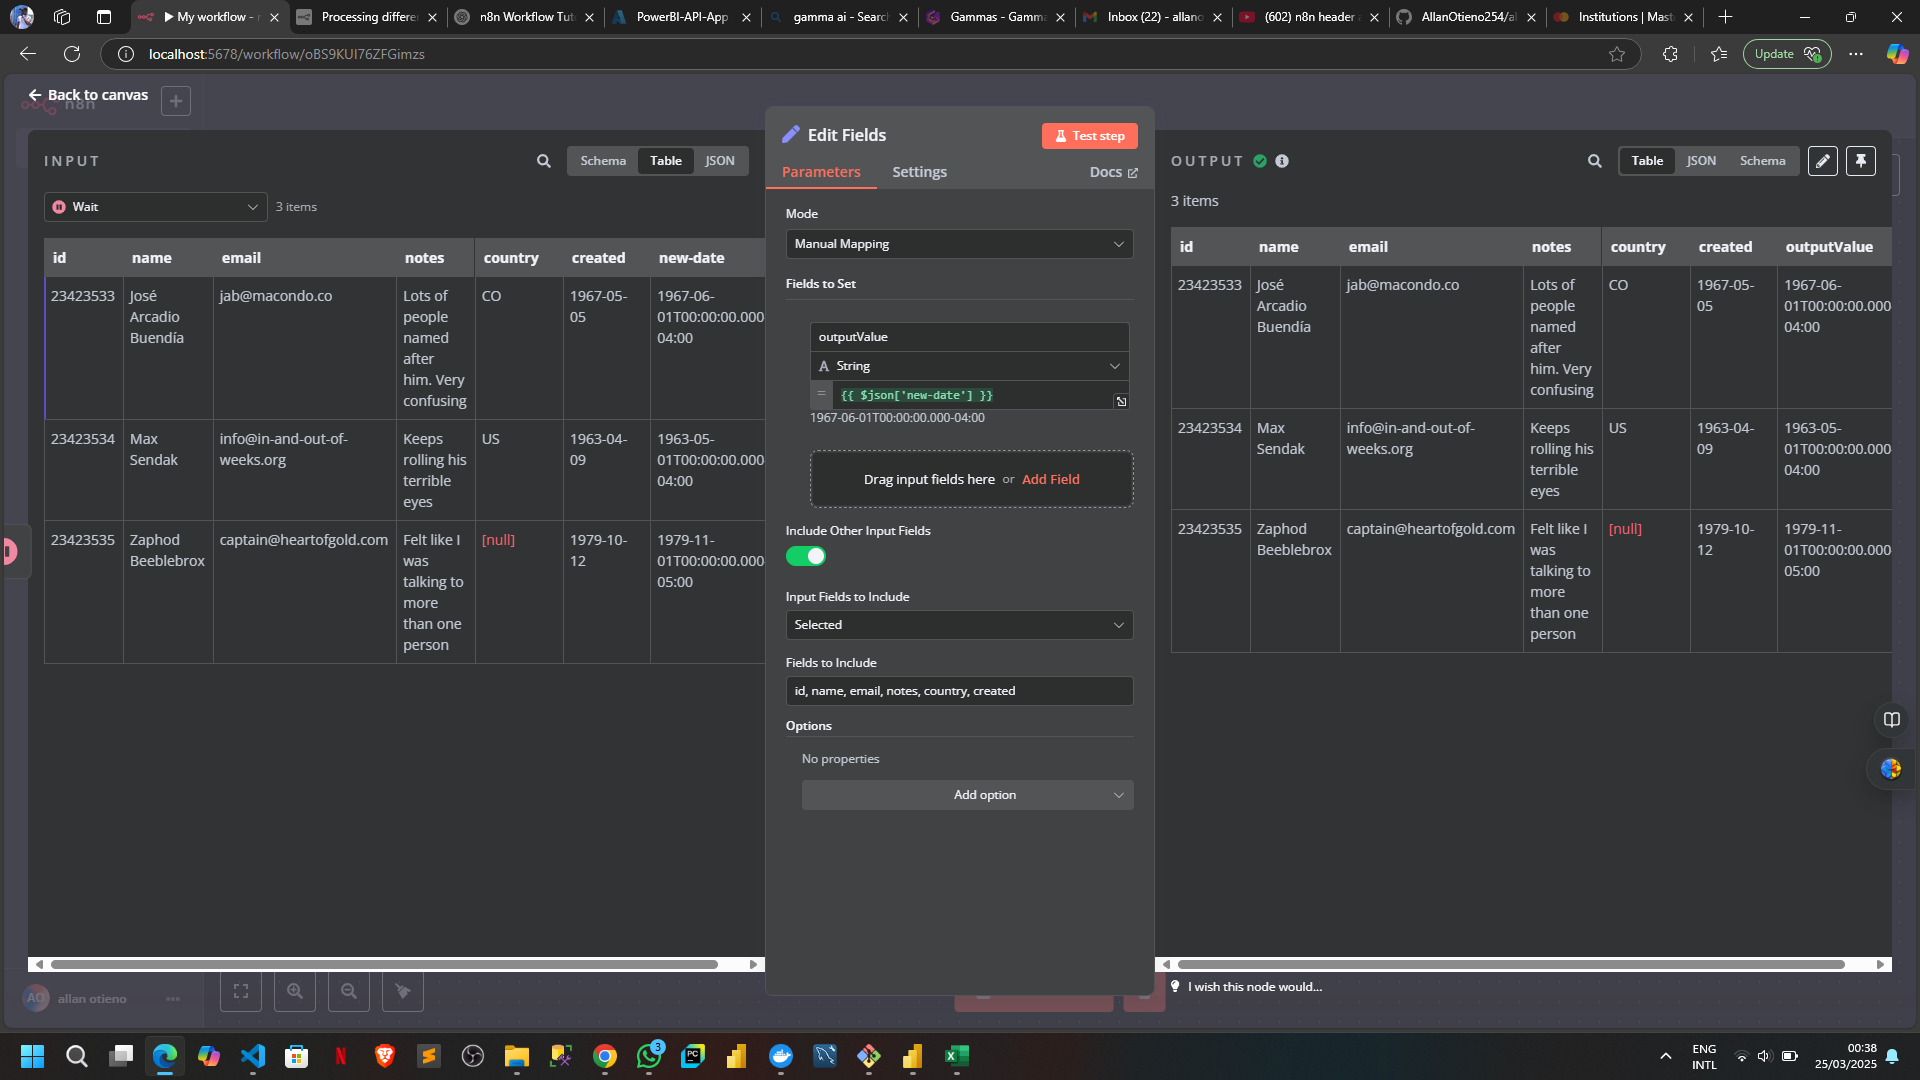 ▶ My workflow - n
Processing differe
n8n Workflow Tut
PowerBI-API-App
gamma ai - Searc
Gammas - Gamma
Inbox (22) - allano
(602) n8n header a
AllanOtieno254/al
Institutions | Mast
localhost:5678/workflow/oBS9KUI76ZFGimzs
Update
Back to canvas
n8n
INPUT
Schema
Table
JSON
Wait
3 items
id name email notes country created new-date
23423533 José Arcadio Buendía jab@macondo.co Lots of people named after him. Very confusing CO 1967-05-05 1967-06-01T00:00:00.000-04:00
23423534 Max Sendak info@in-and-out-of-weeks.org Keeps rolling his terrible eyes US 1963-04-09 1963-05-01T00:00:00.000-04:00
23423535 Zaphod Beeblebrox captain@heartofgold.com Felt like I was talking to more than one person [null] 1979-10-12 1979-11-01T00:00:00.000-05:00
Edit Fields
Test step
Parameters
Settings
Docs
Mode
Manual Mapping
Fields to Set
outputValue
A String
= {{ $json['new-date'] }}
1967-06-01T00:00:00.000-04:00
Drag input fields here or Add Field
Include Other Input Fields
Input Fields to Include
Selected
Fields to Include
id, name, email, notes, country, created
Options
No properties
Add option
OUTPUT
Table
JSON
Schema
3 items
id name email notes country created outputValue
23423533 José Arcadio Buendía jab@macondo.co Lots of people named after him. Very confusing CO 1967-05-05 1967-06-01T00:00:00.000-04:00
23423534 Max Sendak info@in-and-out-of-weeks.org Keeps rolling his terrible eyes US 1963-04-09 1963-05-01T00:00:00.000-04:00
23423535 Zaphod Beeblebrox captain@heartofgold.com Felt like I was talking to more than one person [null] 1979-10-12 1979-11-01T00:00:00.000-05:00
I wish this node would...
AO allan otieno
3
PC
ENG
INTL
00:38
25/03/2025